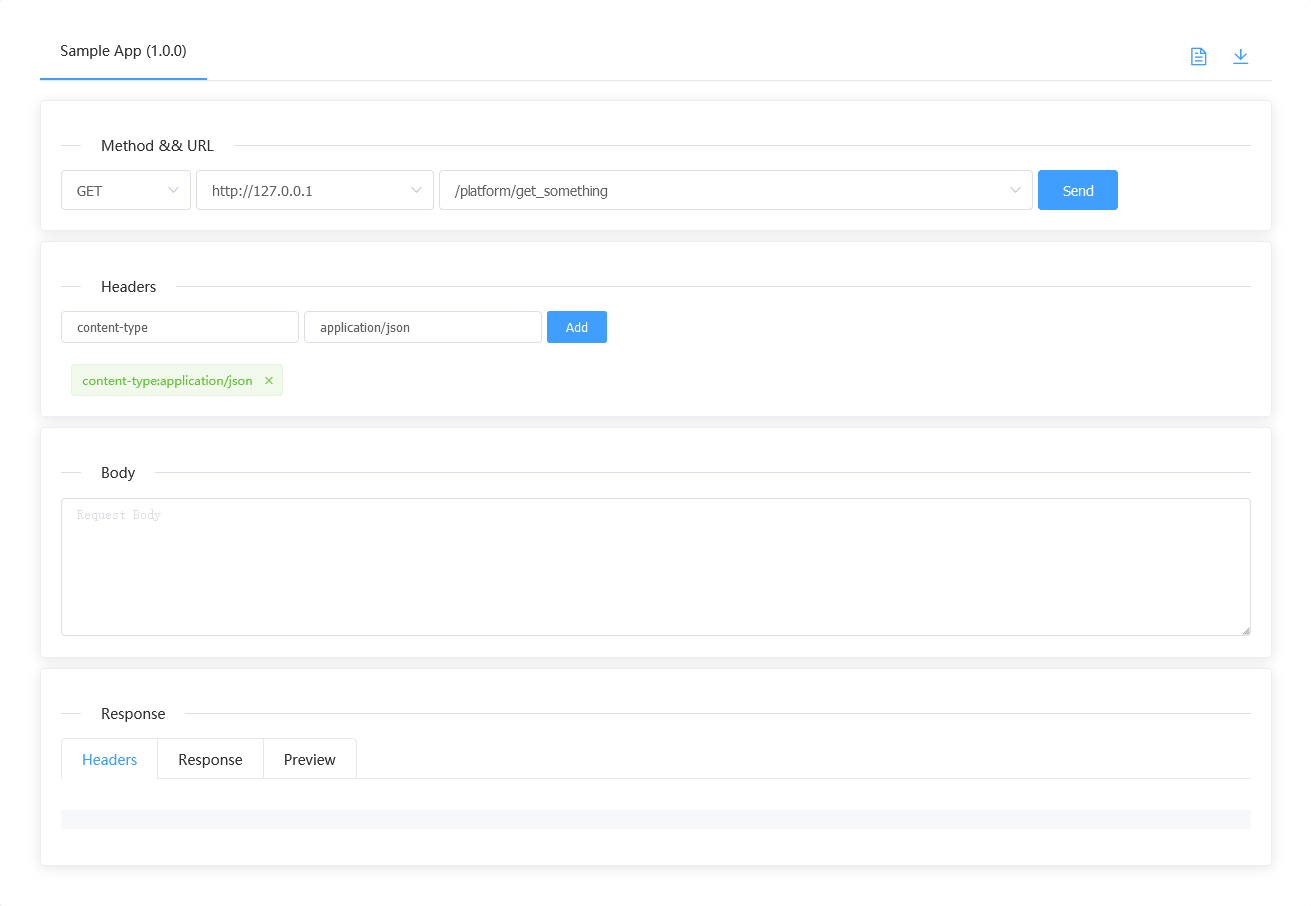 Sample App (1.0.0)
Method && URL
GET
http://127.0.0.1
/platform/get_something
Send
Headers
content-type
application/json
Add
content-type:application/json
Body
Request Body
Response
Headers
Response
Preview